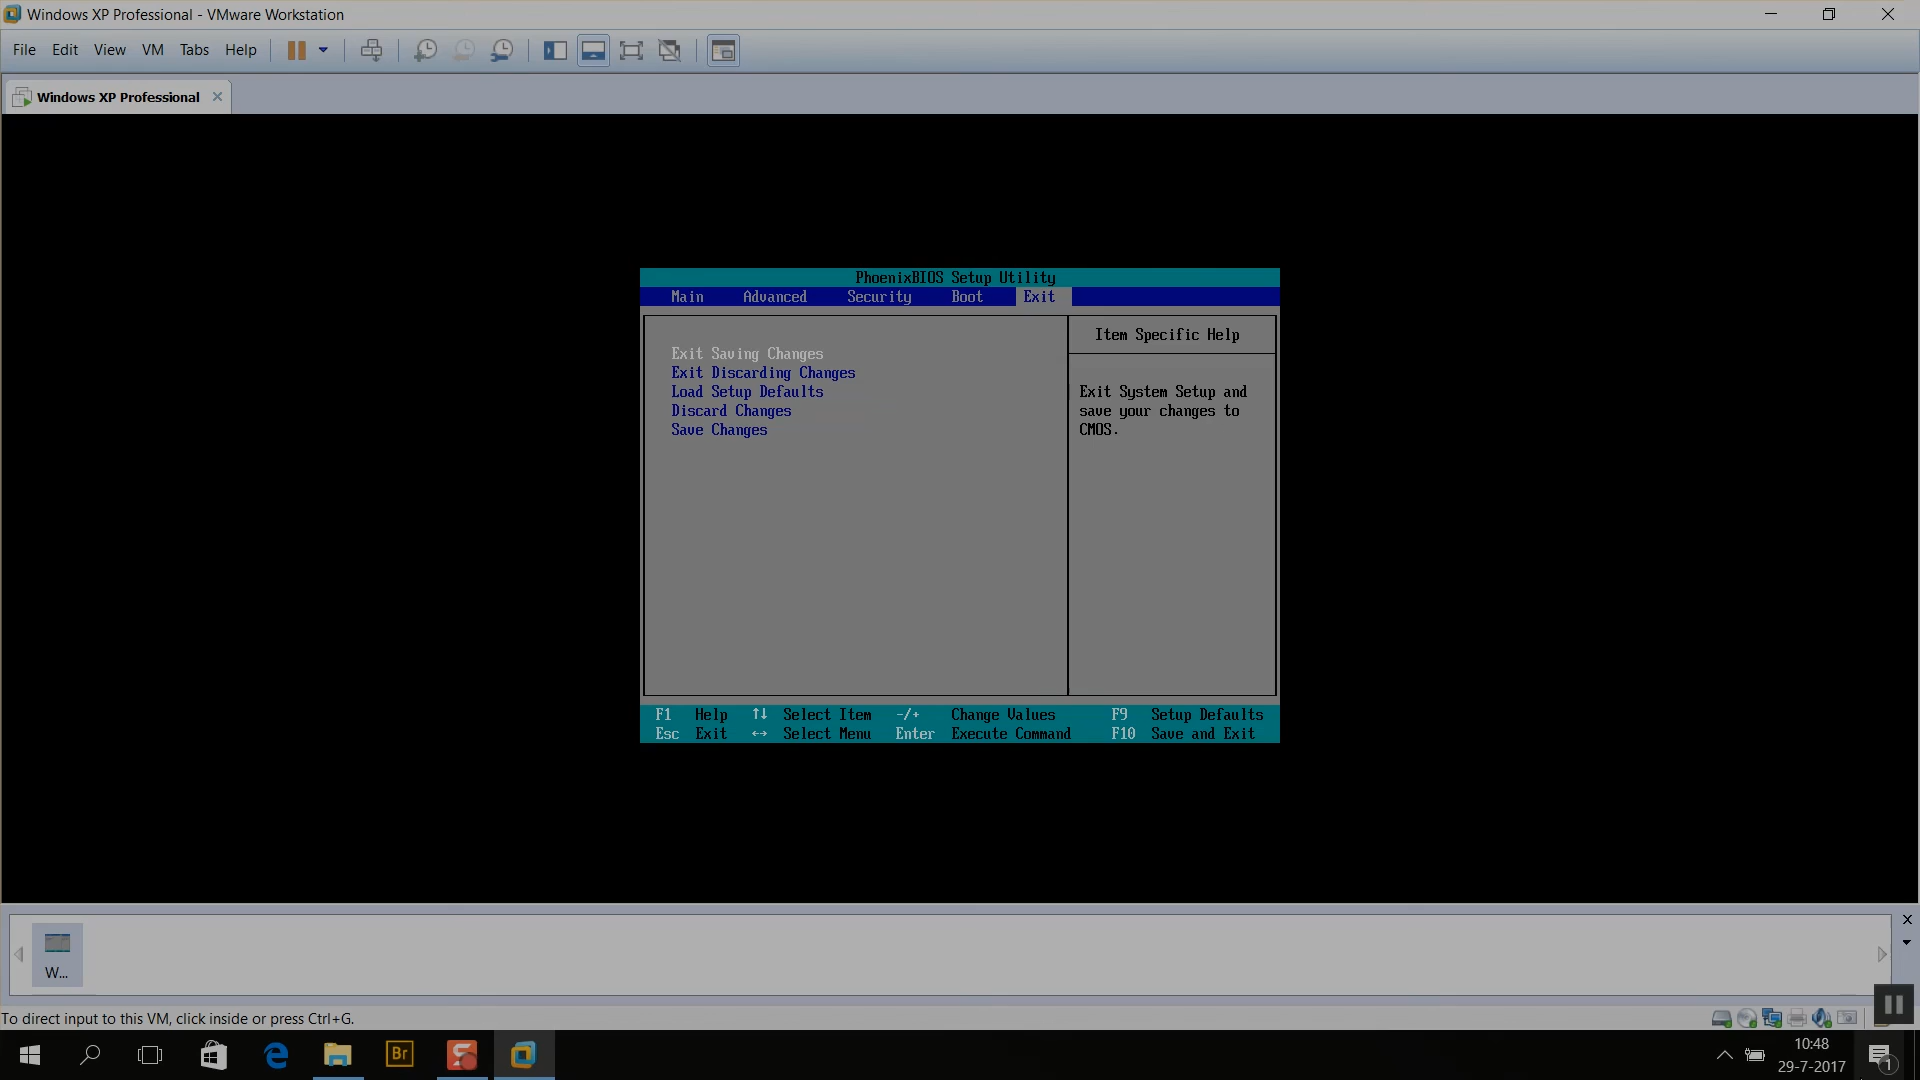 Windows XP Professional - VMware Workstation
File Edit View VM Tabs Help
Windows XP Professional
PhoenixBIOS Setup Utility
Main Advanced Security Boot Exit
Item Specific Help
Exit Saving Changes
Exit Discarding Changes
Load Setup Defaults
Discard Changes
Save Changes
Exit System Setup and
save your changes to
CMOS.
F1 Help ↑↓ Select Item -/+ Change Values F9 Setup Defaults
Esc Exit ↔ Select Menu Enter Execute Command F10 Save and Exit
W...
To direct input to this VM, click inside or press Ctrl+G.
Br
10:48
29-7-2017
1